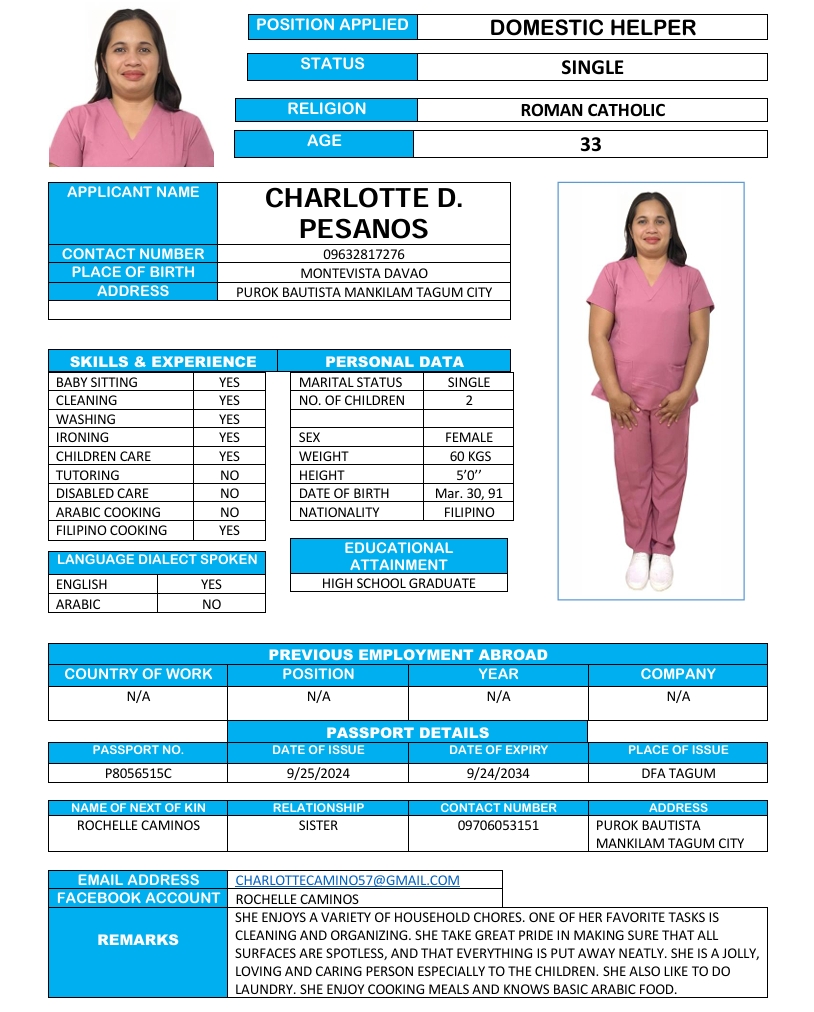 POSITION APPLIED DOMESTIC HELPER
STATUS SINGLE
RELIGION ROMAN CATHOLIC
AGE 33
APPLICANT NAME CHARLOTTE D.
PESANOS
CONTACT NUMBER 09632817276
PLACE OF BIRTH MONTEVISTA DAVAO
ADDRESS PUROK BAUTISTA MANKILAM TAGUM CITY
SKILLS & EXPERIENCE
BABY SITTING YES
CLEANING YES
WASHING YES
IRONING YES
CHILDREN CARE YES
TUTORING NO
DISABLED CARE NO
ARABIC COOKING NO
FILIPINO COOKING YES
LANGUAGE DIALECT SPOKEN
ENGLISH YES
ARABIC NO
PERSONAL DATA
MARITAL STATUS SINGLE
NO. OF CHILDREN 2
SEX FEMALE
WEIGHT 60 KGS
HEIGHT 5'0''
DATE OF BIRTH Mar. 30, 91
NATIONALITY FILIPINO
EDUCATIONAL
ATTAINMENT
HIGH SCHOOL GRADUATE
PREVIOUS EMPLOYMENT ABROAD
COUNTRY OF WORK POSITION YEAR COMPANY
N/A N/A N/A N/A
PASSPORT DETAILS
PASSPORT NO. DATE OF ISSUE DATE OF EXPIRY PLACE OF ISSUE
P8056515C 9/25/2024 9/24/2034 DFA TAGUM
NAME OF NEXT OF KIN RELATIONSHIP CONTACT NUMBER ADDRESS
ROCHELLE CAMINOS SISTER 09706053151 PUROK BAUTISTA
MANKILAM TAGUM CITY
EMAIL ADDRESS CHARLOTTECAMINO57@GMAIL.COM
FACEBOOK ACCOUNT ROCHELLE CAMINOS
REMARKS
SHE ENJOYS A VARIETY OF HOUSEHOLD CHORES. ONE OF HER FAVORITE TASKS IS
CLEANING AND ORGANIZING. SHE TAKE GREAT PRIDE IN MAKING SURE THAT ALL
SURFACES ARE SPOTLESS, AND THAT EVERYTHING IS PUT AWAY NEATLY. SHE IS A JOLLY,
LOVING AND CARING PERSON ESPECIALLY TO THE CHILDREN. SHE ALSO LIKE TO DO
LAUNDRY. SHE ENJOY COOKING MEALS AND KNOWS BASIC ARABIC FOOD.